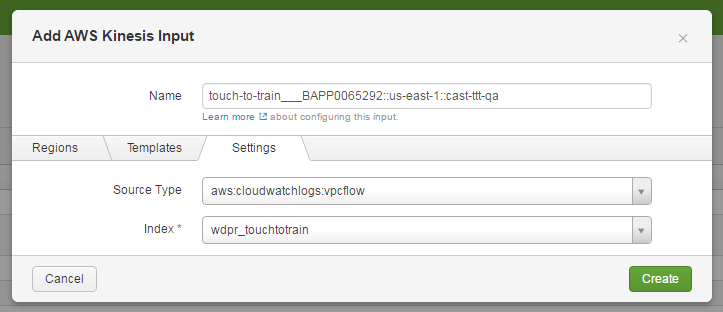 Add AWS Kinesis Input
×
Name touch-to-train___BAPP0065292::us-east-1::cast-ttt-qa
Learn more about configuring this input.
Regions Templates Settings
Source Type aws:cloudwatchlogs:vpcflow
Index * wdpr_touchtotrain
Cancel Create